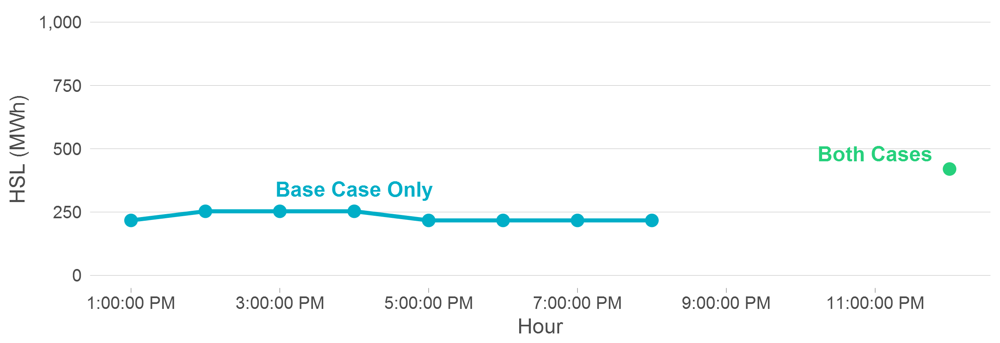 1,000
750
500
250
0
HSL (MWh)
Both Cases
Base Case Only
1:00:00 PM
3:00:00 PM
5:00:00 PM
7:00:00 PM
9:00:00 PM
11:00:00 PM
Hour